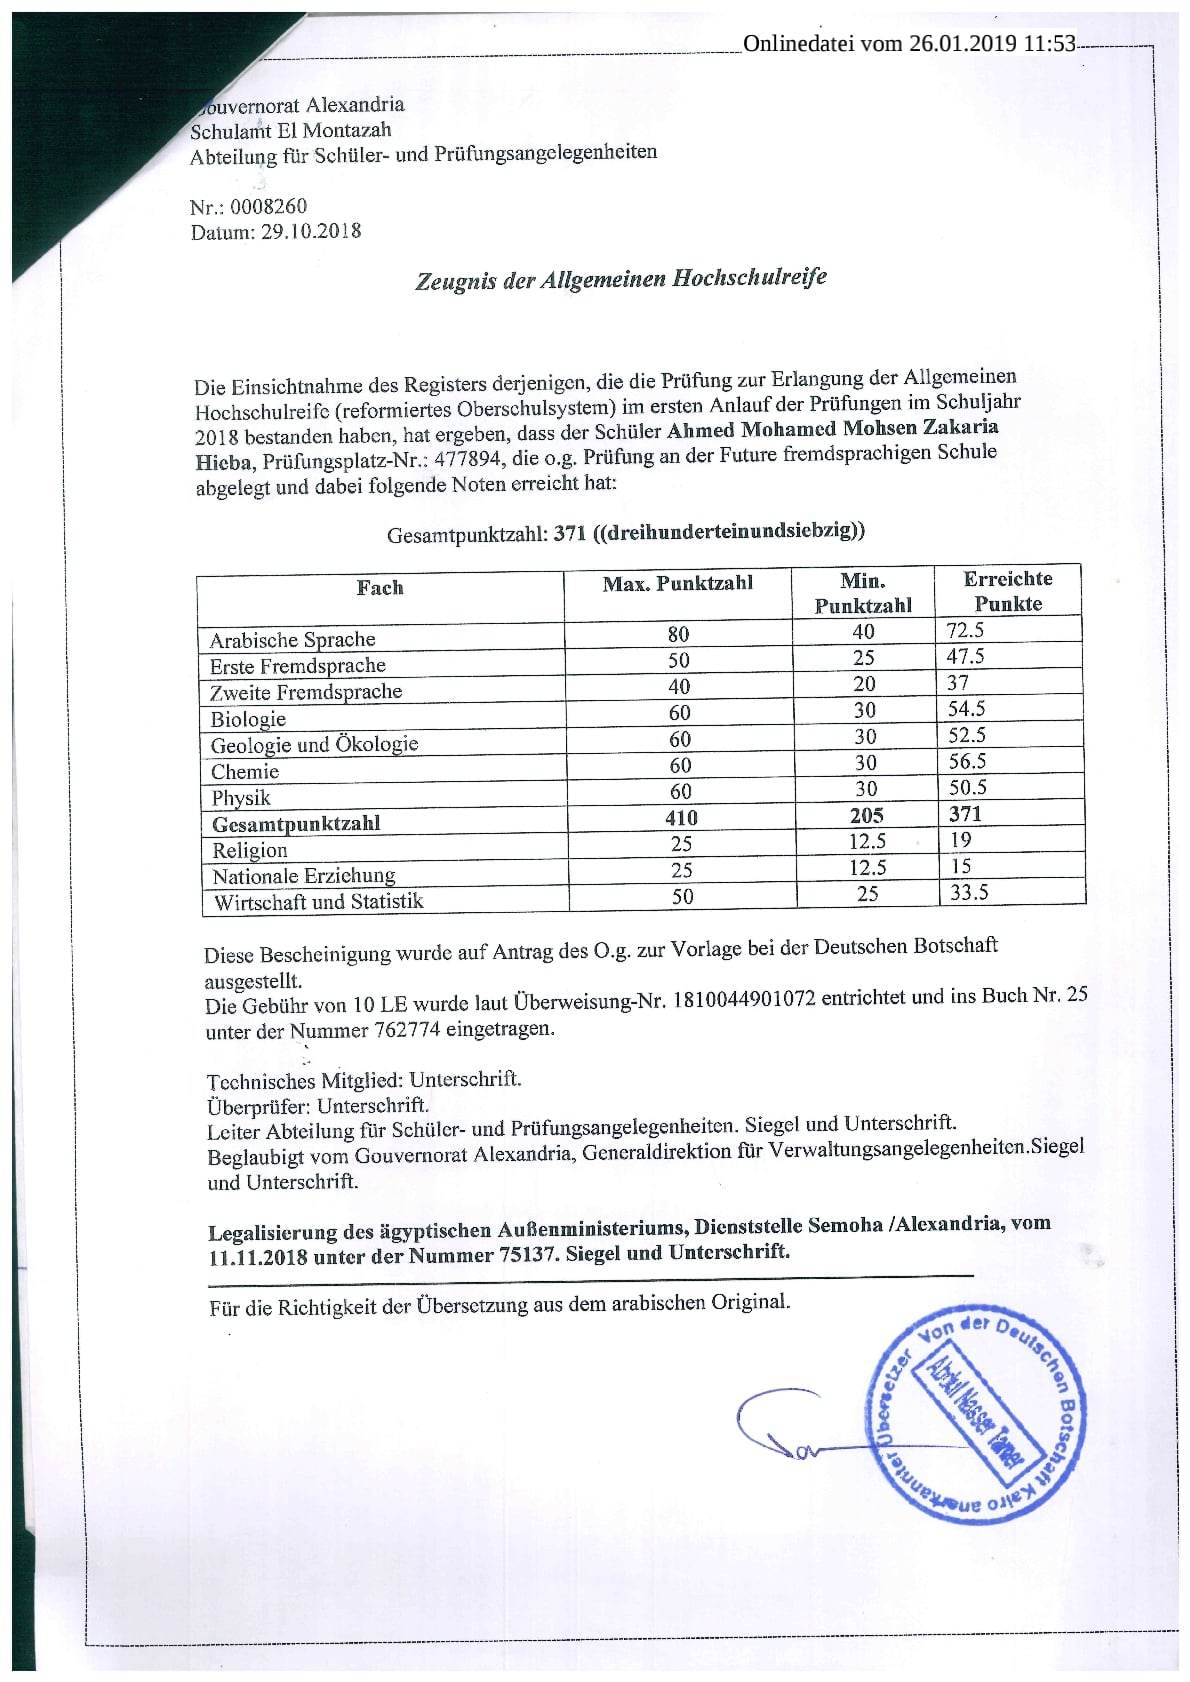 Onlinedatei vom 26.01.2019 11:53
Gouvernorat Alexandria
Schulamt El Montazah
Abteilung für Schüler- und Prüfungsangelegenheiten
Nr.: 0008260
Datum: 29.10.2018
Zeugnis der Allgemeinen Hochschulreife
Die Einsichtnahme des Registers derjenigen, die die Prüfung zur Erlangung der Allgemeinen
Hochschulreife (reformiertes Oberschulsystem) im ersten Anlauf der Prüfungen im Schuljahr
2018 bestanden haben, hat ergeben, dass der Schüler Ahmed Mohamed Mohsen Zakaria
Hieba, Prüfungsplatz-Nr.: 477894, die o.g. Prüfung an der Future fremdsprachigen Schule
abgelegt und dabei folgende Noten erreicht hat:
Gesamtpunktzahl: 371 ((dreihunderteinundsiebzig))
Fach Max. Punktzahl Min. Punktzahl Erreichte Punkte
Arabische Sprache 80 40 72.5
Erste Fremdsprache 50 25 47.5
Zweite Fremdsprache 40 20 37
Biologie 60 30 54.5
Geologie und Ökologie 60 30 52.5
Chemie 60 30 56.5
Physik 60 30 50.5
Gesamtpunktzahl 410 205 371
Religion 25 12.5 19
Nationale Erziehung 25 12.5 15
Wirtschaft und Statistik 50 25 33.5
Diese Bescheinigung wurde auf Antrag des O.g. zur Vorlage bei der Deutschen Botschaft
ausgestellt.
Die Gebühr von 10 LE wurde laut Überweisung-Nr. 1810044901072 entrichtet und ins Buch Nr. 25
unter der Nummer 762774 eingetragen.
Technisches Mitglied: Unterschrift.
Überprüfer: Unterschrift.
Leiter Abteilung für Schüler- und Prüfungsangelegenheiten. Siegel und Unterschrift.
Beglaubigt vom Gouvernorat Alexandria, Generaldirektion für Verwaltungsangelegenheiten.Siegel
und Unterschrift.
Legalisierung des ägyptischen Außenministeriums, Dienststelle Semoha /Alexandria, vom
11.11.2018 unter der Nummer 75137. Siegel und Unterschrift.
Für die Richtigkeit der Übersetzung aus dem arabischen Original.
Von der Deutschen Botschaft Kairo anerkannter Übersetzer
Abdel Nasser Tamer